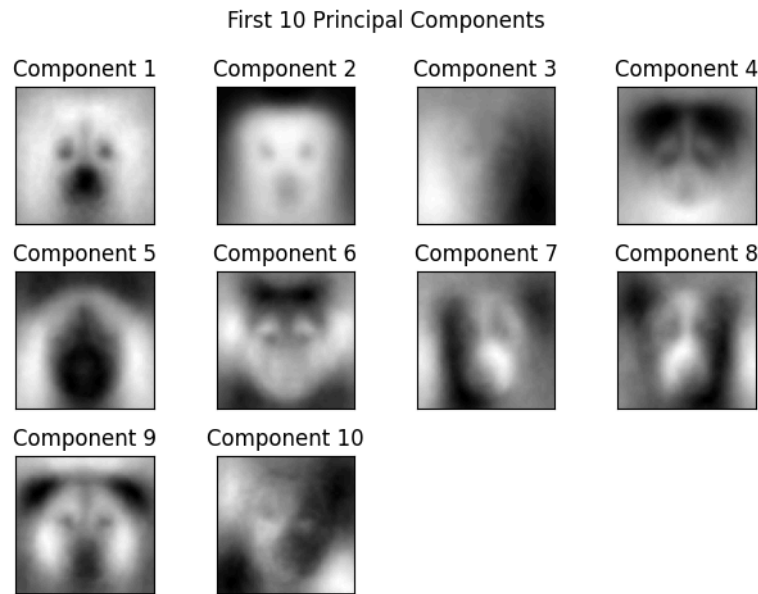 First 10 Principal Components
Component 1
Component 2
Component 3
Component 4
Component 5
Component 6
Component 7
Component 8
Component 9
Component 10